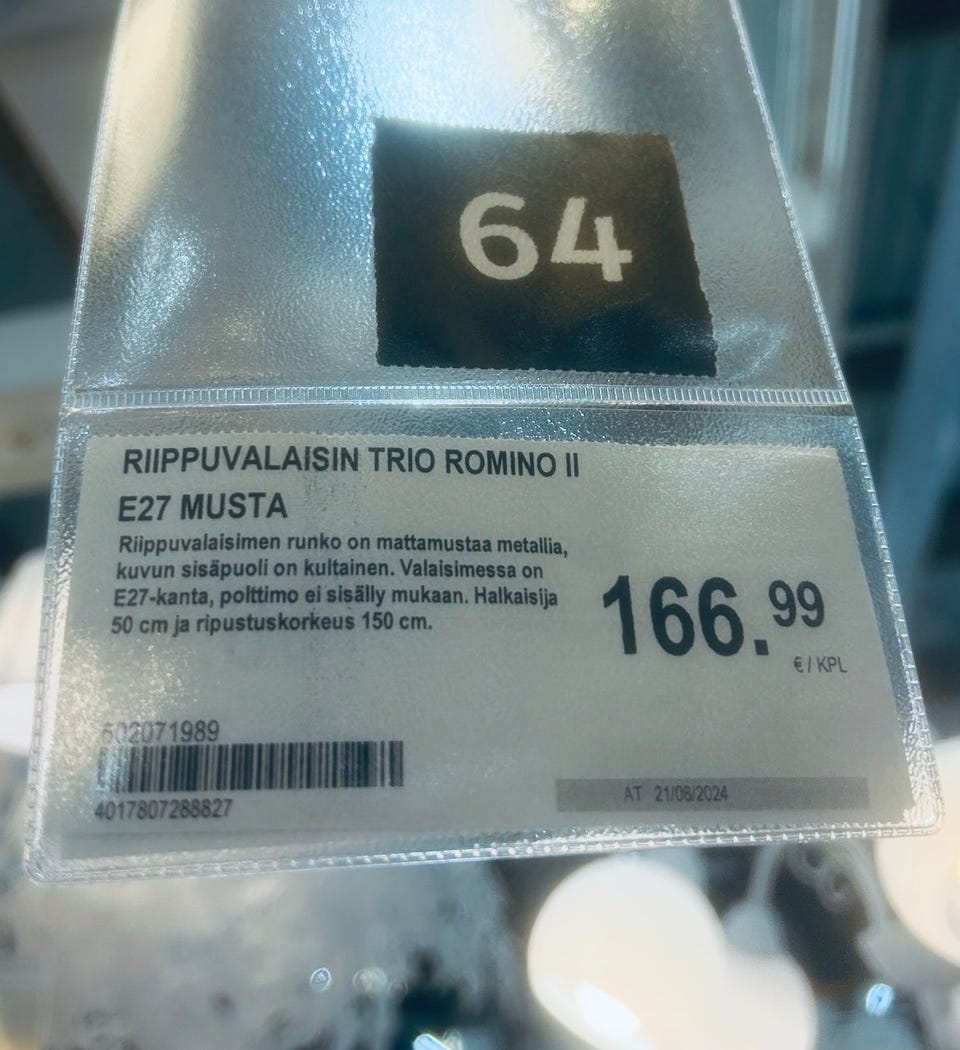 64
RIIPPUVALAISIN TRIO ROMINO II
E27 MUSTA
Riippuvalaisimen runko on mattamustaa metallia,
kuvun sisäpuoli on kultainen. Valaisimessa on
E27-kanta, polttimo ei sisälly mukaan. Halkaisija
50 cm ja ripustuskorkeus 150 cm.
166.99
€ / KPL
602071989
4017807288827
AT 21/08/2024